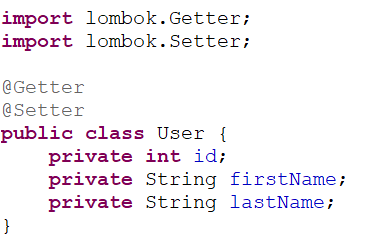 import lombok.Getter;
import lombok.Setter;

@Getter
@Setter
public class User {
    private int id;
    private String firstName;
    private String lastName;
}